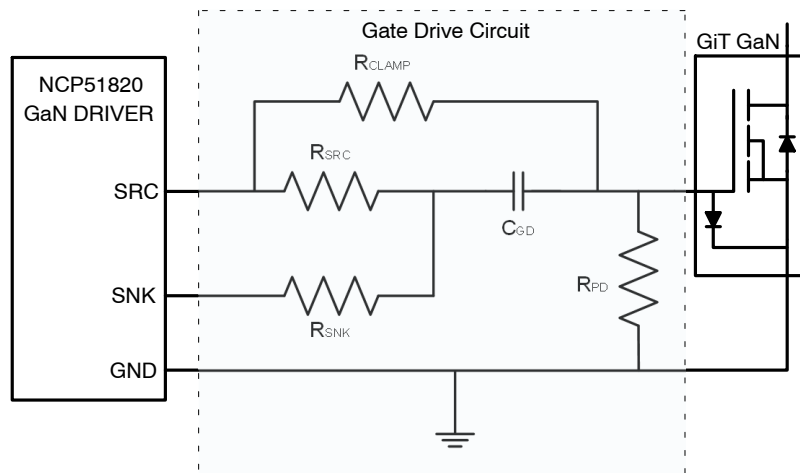 Gate Drive Circuit
GiT GaN
NCP51820
GaN DRIVER
RCLAMP
RSRC
SRC
CGD
RPD
SNK
RSNK
GND